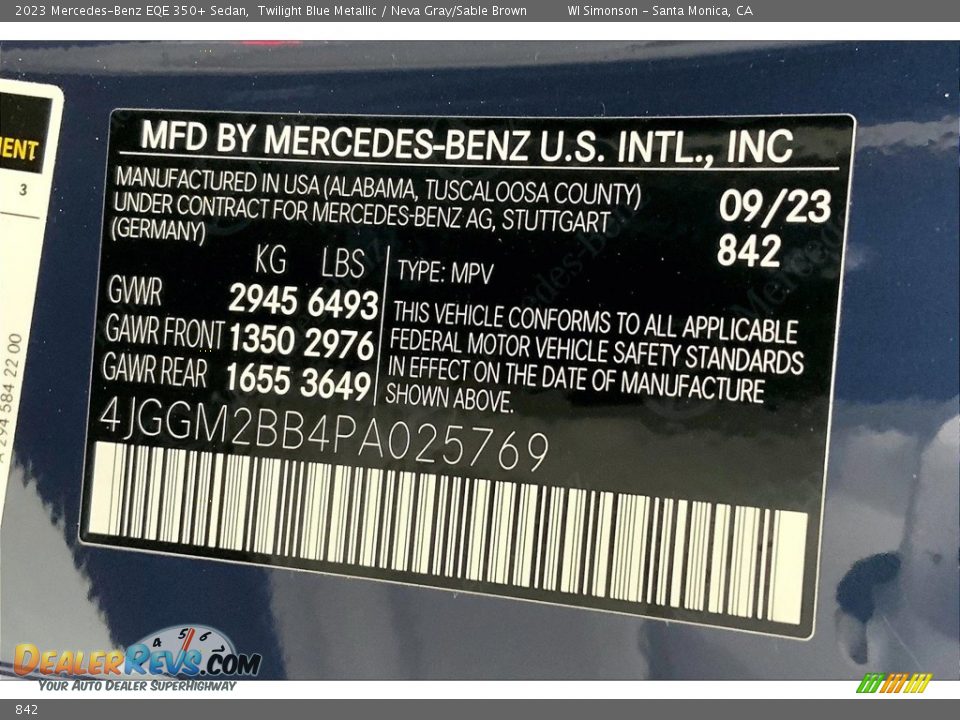 2023 Mercedes-Benz EQE 350+ Sedan, Twilight Blue Metallic / Neva Gray/Sable Brown WI Simonson - Santa Monica, CA
MENT
3
A 294 584 22 00
MFD BY MERCEDES-BENZ U.S. INTL., INC
MANUFACTURED IN USA (ALABAMA, TUSCALOOSA COUNTY)
UNDER CONTRACT FOR MERCEDES-BENZ AG, STUTTGART
(GERMANY)
09/23
842
KG LBS
GVWR 2945 6493
GAWR FRONT 1350 2976
GAWR REAR 1655 3649
TYPE: MPV
THIS VEHICLE CONFORMS TO ALL APPLICABLE
FEDERAL MOTOR VEHICLE SAFETY STANDARDS
IN EFFECT ON THE DATE OF MANUFACTURE
SHOWN ABOVE.
4JGGM2BB4PA025769
4 5 6
DEALERREVS.COM
YOUR AUTO DEALER SUPERHIGHWAY
842